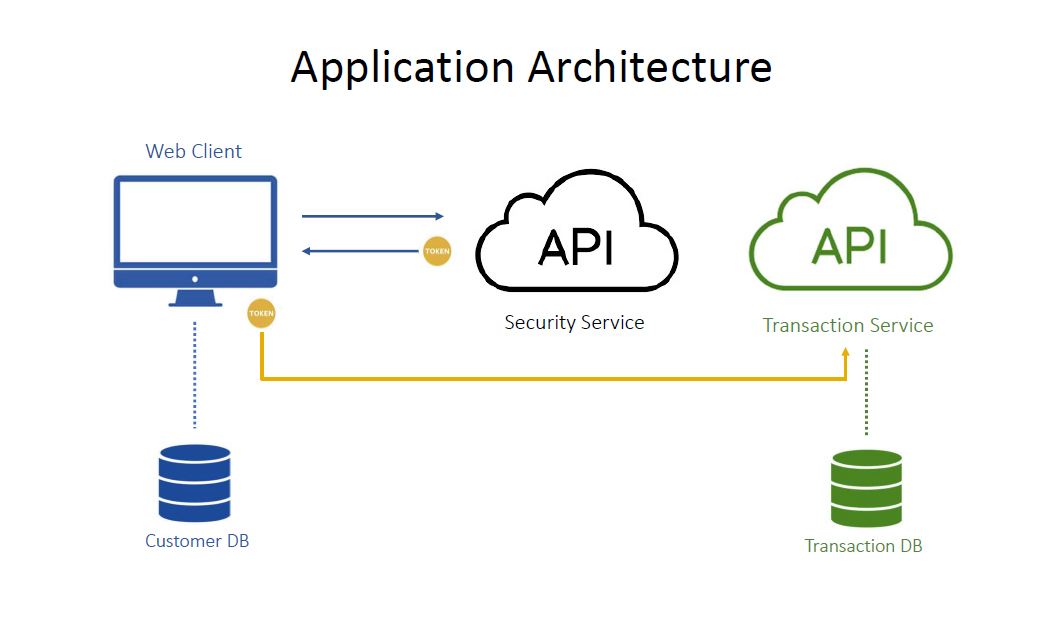 Application Architecture
Web Client
API
API
TOKEN
Security Service
Transaction Service
TOKEN
Customer DB
Transaction DB